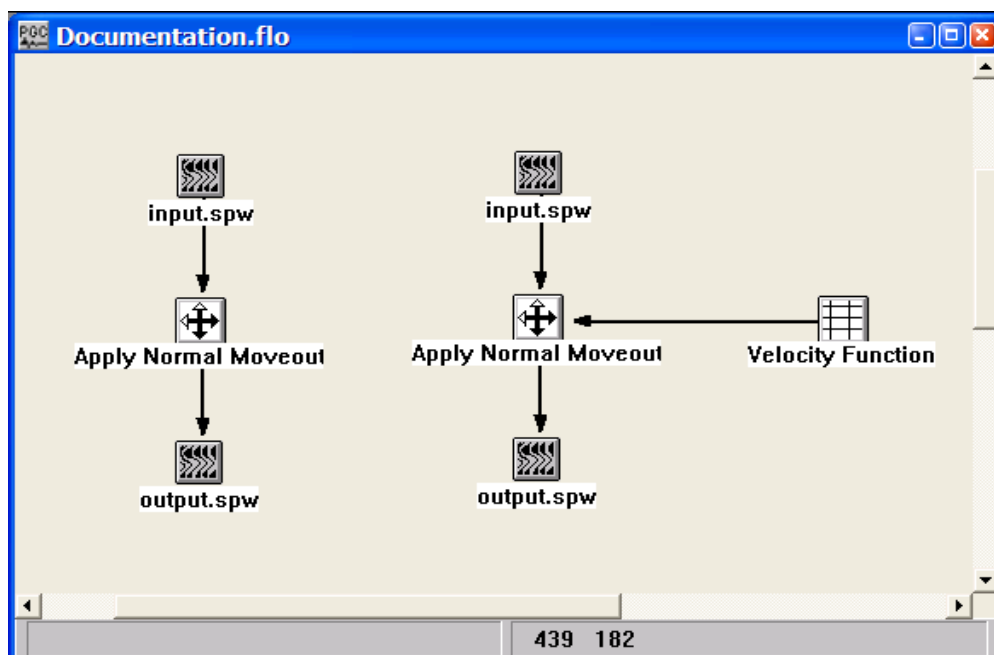 PGC Documentation.flo
input.spw
input.spw
Apply Normal Moveout
Apply Normal Moveout
Velocity Function
output.spw
output.spw
439 182